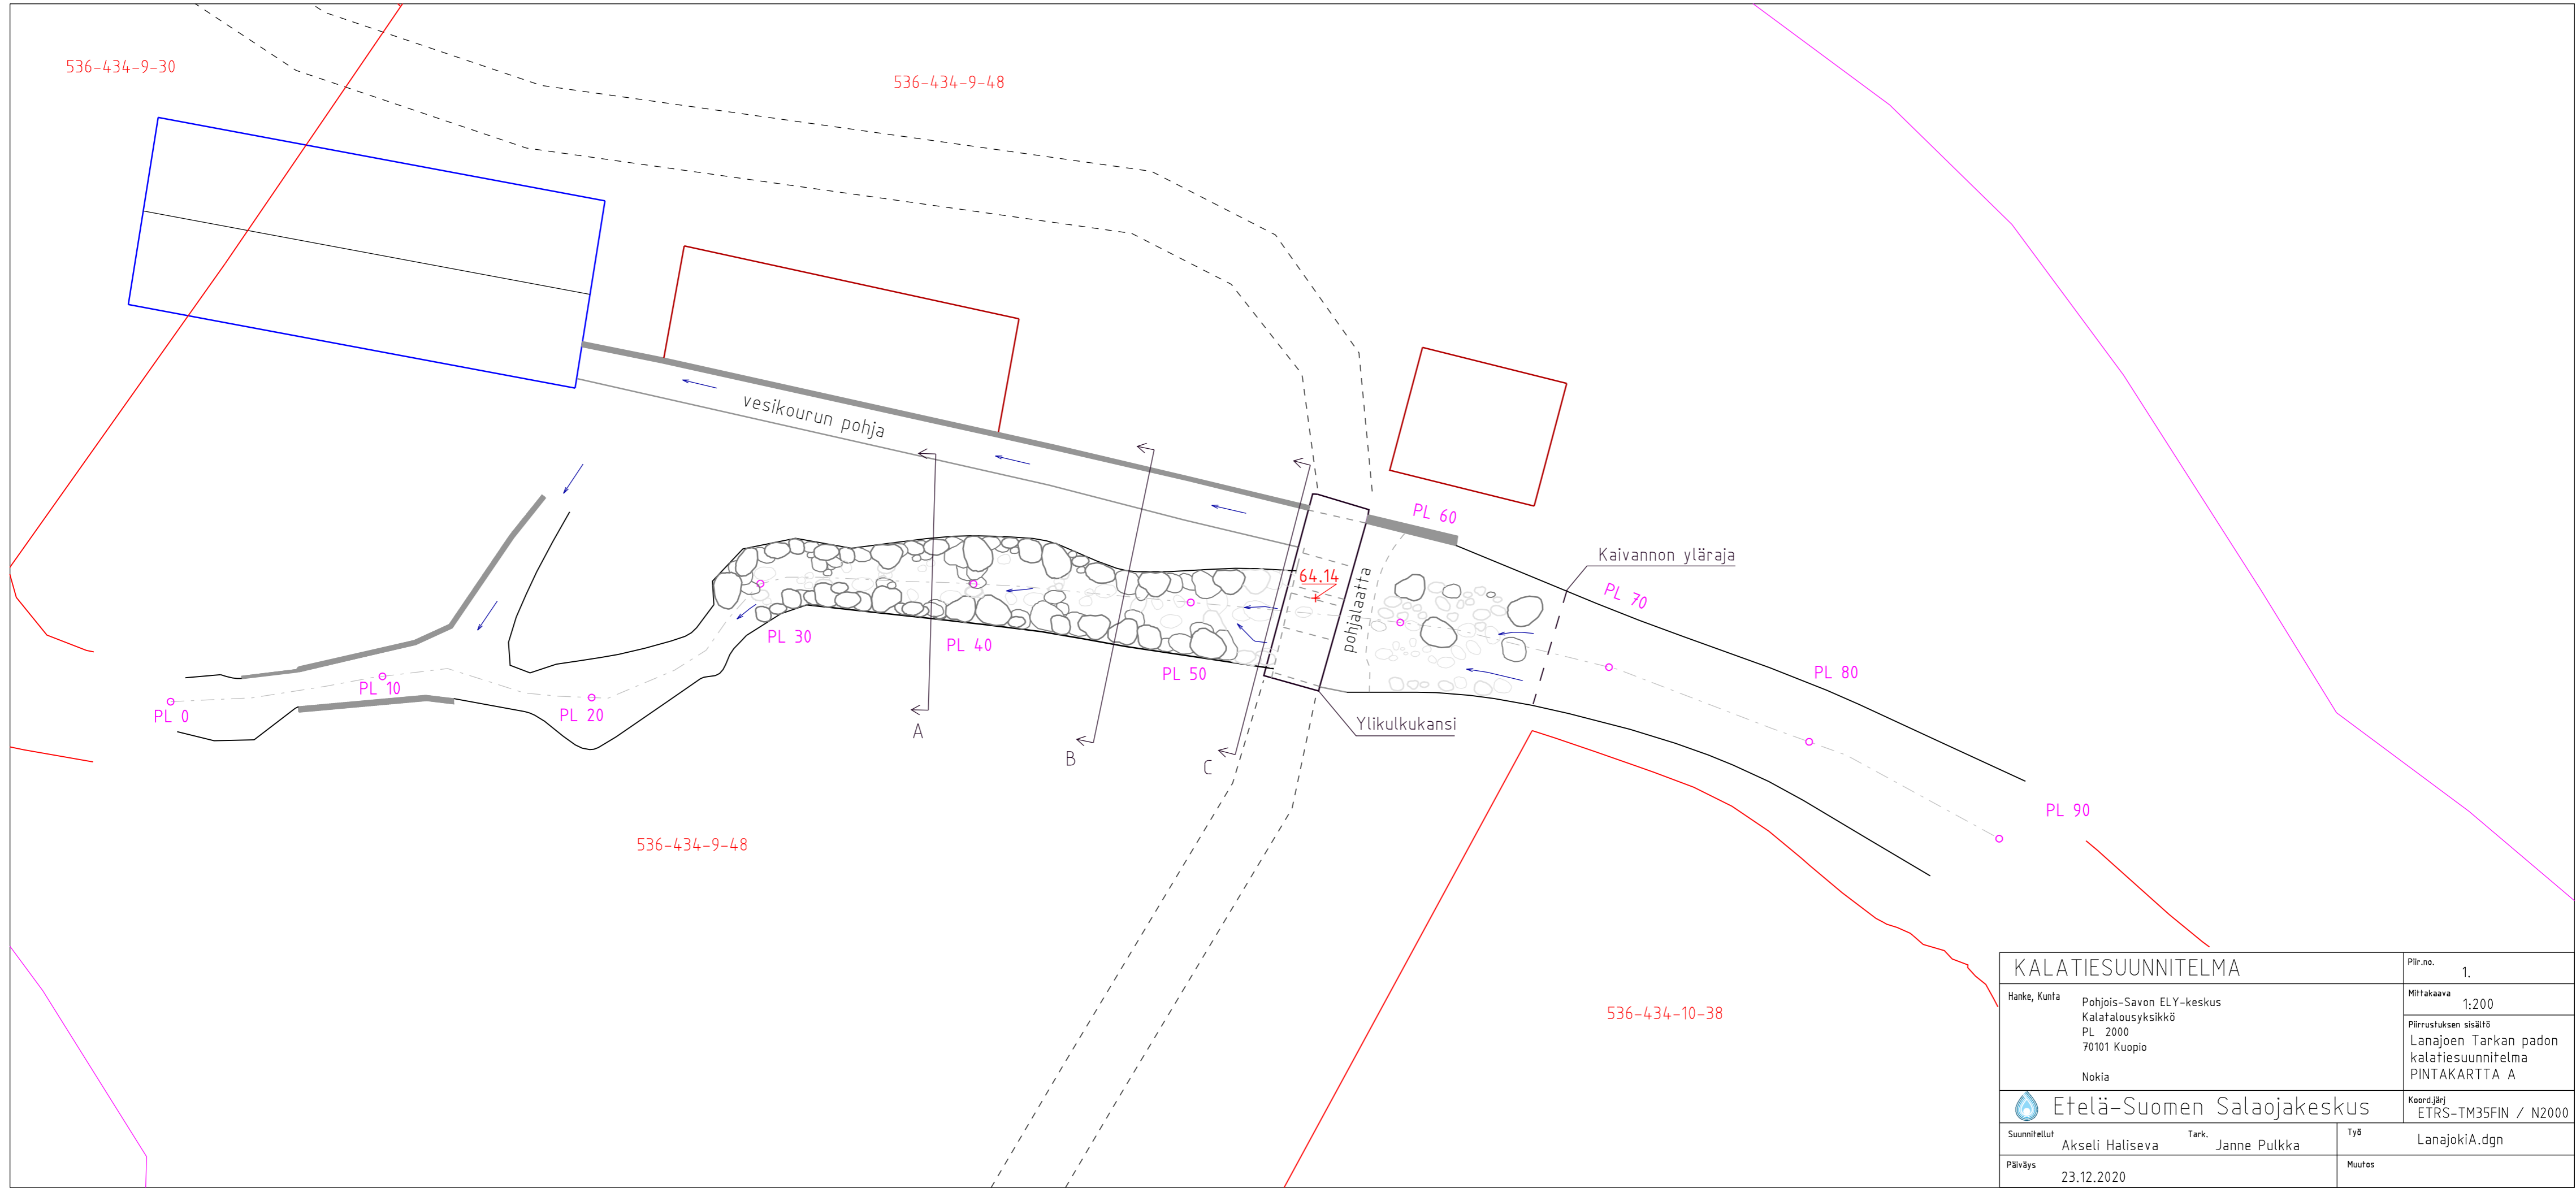 536-434-9-30
536-434-9-48
vesikourun pohja
PL 60
Kaivannon yläraja
64.14
pohjalaatta
PL 70
PL 30
PL 40
PL 50
PL 80
PL 10
PL 0
PL 20
A
B
C
Ylikulkukansi
PL 90
536-434-9-48
536-434-10-38
KALATIESUUNNITELMA
Piir.no.
1.
Hanke, Kunta
Pohjois-Savon ELY-keskus
Kalatalousyksikkö
PL 2000
70101 Kuopio
Nokia
Mittakaava
1:200
Piirrustuksen sisältö
Lanajoen Tarkan padon
kalatiesuunnitelma
PINTAKARTTA A
Etelä-Suomen Salaojakeskus
Koord.järj
ETRS-TM35FIN / N2000
Suunnitellut
Akseli Haliseva
Tark.
Janne Pulkka
Työ
LanajokiA.dgn
Päiväys
23.12.2020
Muutos